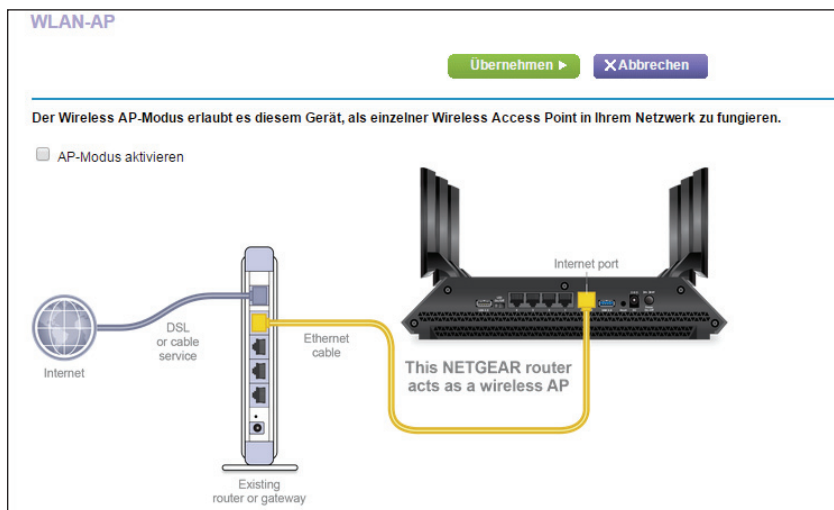 WLAN-AP
Übernehmen
Abbrechen
Der Wireless AP-Modus erlaubt es diesem Gerät, als einzelner Wireless Access Point in Ihrem Netzwerk zu fungieren.
AP-Modus aktivieren
Internet port
DSL
or cable
service
Ethernet
cable
Internet
This NETGEAR router
acts as a wireless AP
Existing
router or gateway